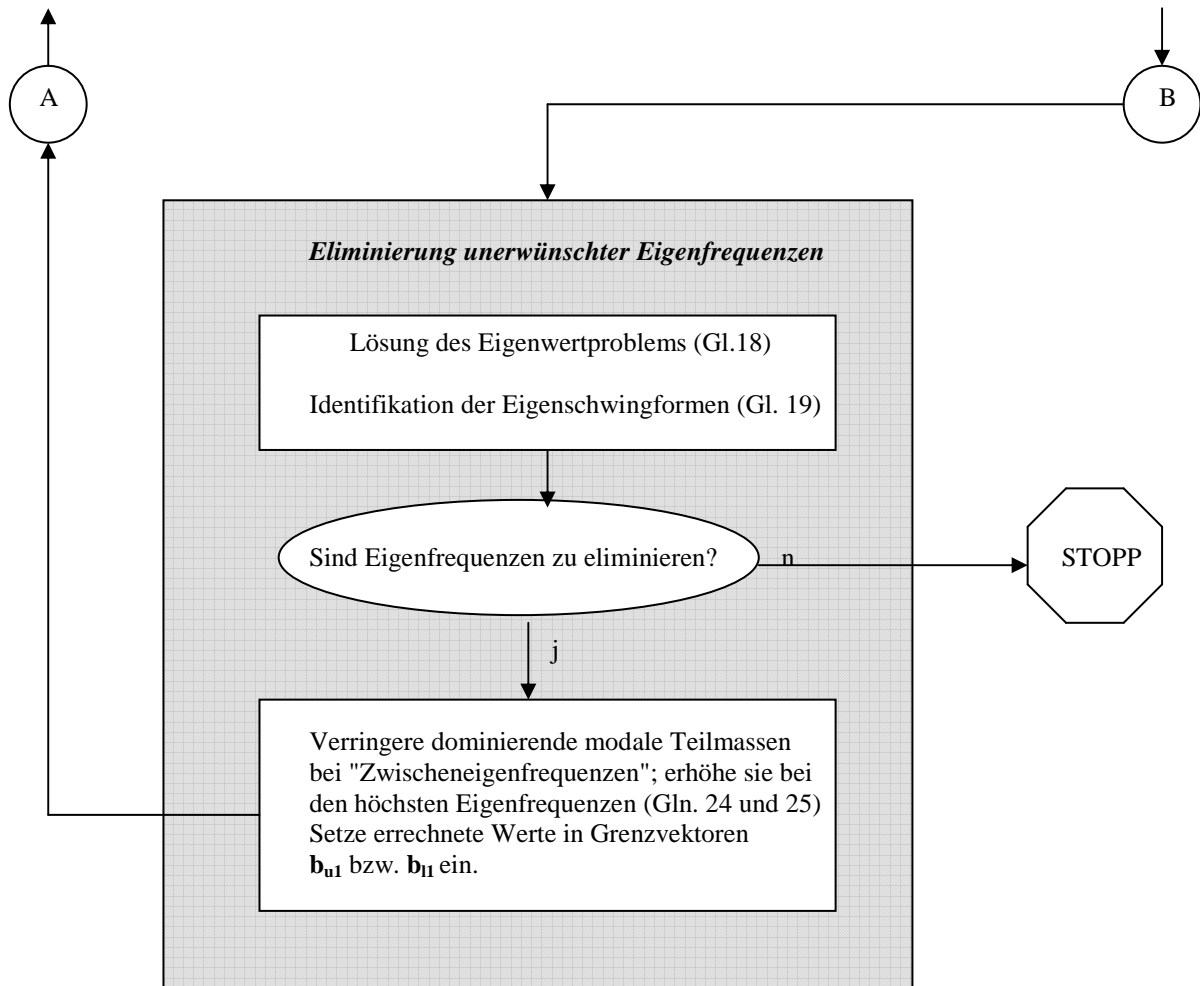 A
B
Eliminierung unerwünschter Eigenfrequenzen
Lösung des Eigenwertproblems (Gl.18)
Identifikation der Eigenschwingformen (Gl. 19)
Sind Eigenfrequenzen zu eliminieren?
n
STOPP
j
Verringere dominierende modale Teilmassen
bei "Zwischeneigenfrequenzen"; erhöhe sie bei
den höchsten Eigenfrequenzen (Gln. 24 und 25)
Setze errechnete Werte in Grenzvektoren
bu1 bzw. bl1 ein.